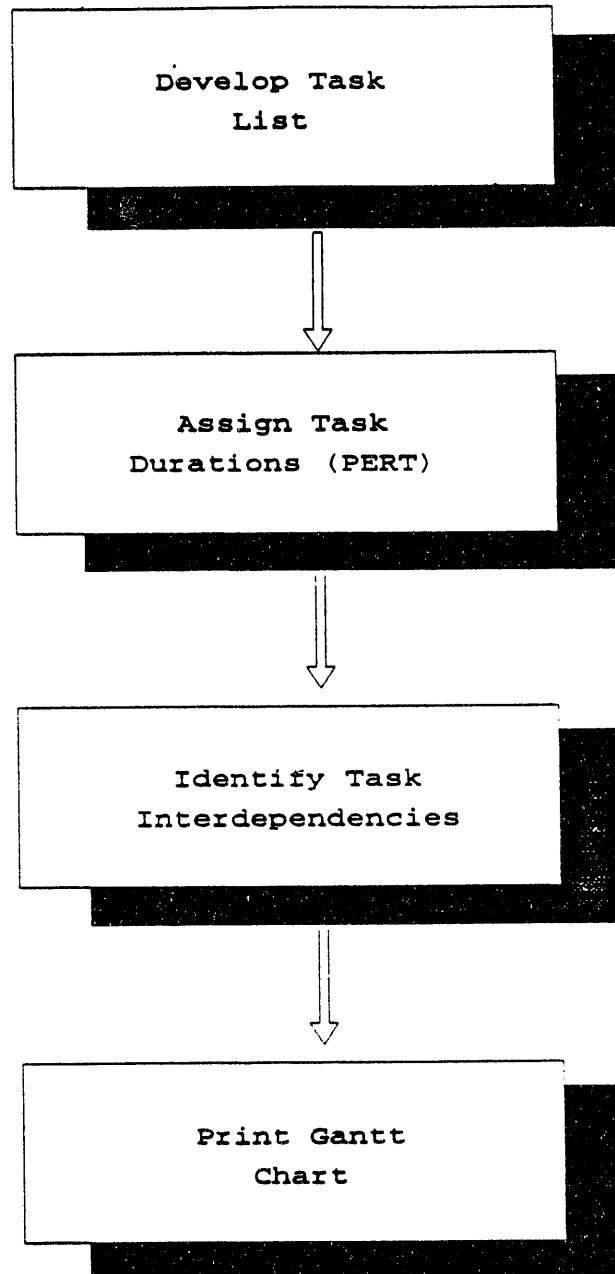 Develop Task
List
Assign Task
Durations (PERT)
Identify Task
Interdependencies
Print Gantt
Chart